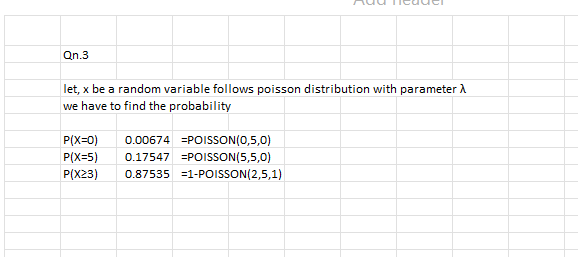 Add header
Qn.3
let, x be a random variable follows poisson distribution with parameter λ
we have to find the probability
P(X=0) 0.00674 =POISSON(0,5,0)
P(X=5) 0.17547 =POISSON(5,5,0)
P(X≥3) 0.87535 =1-POISSON(2,5,1)